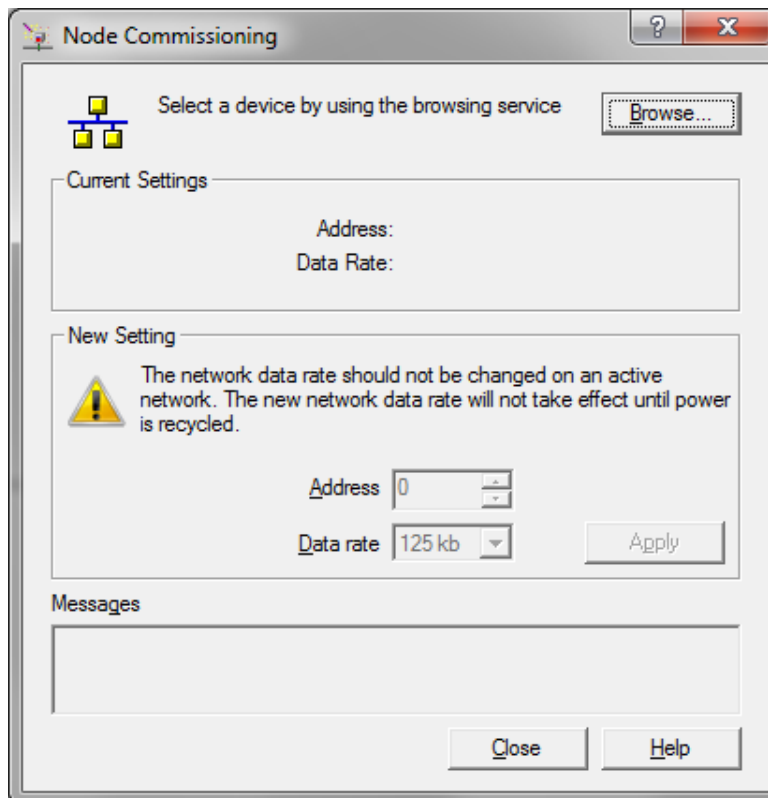 Node Commissioning
Select a device by using the browsing service
Browse...
Current Settings
Address:
Data Rate:
New Setting
The network data rate should not be changed on an active
network. The new network data rate will not take effect until power
is recycled.
Address 0
Data rate 125 kb
Apply
Messages
Close Help